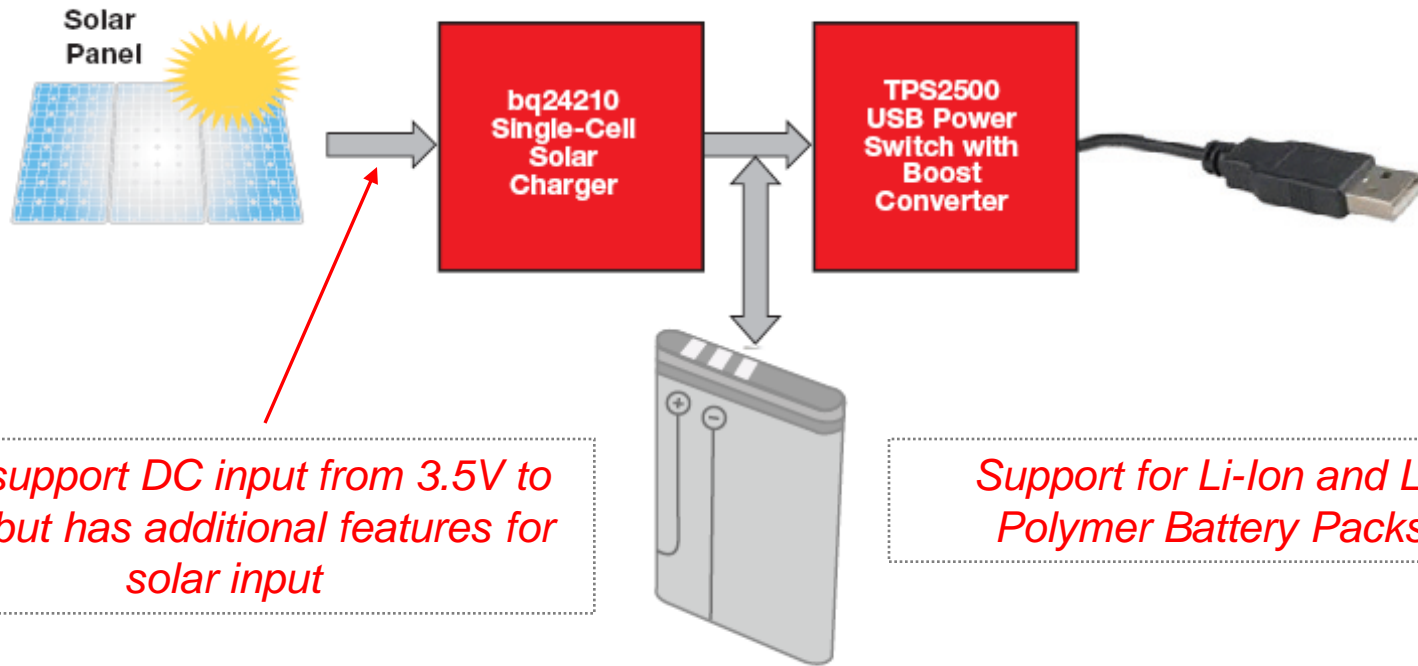 Solar
Panel
bq24210
Single-Cell
Solar
Charger
TPS2500
USB Power
Switch with
Boost
Converter
+
−
support DC input from 3.5V to
but has additional features for
solar input
Support for Li-Ion and L
Polymer Battery Packs